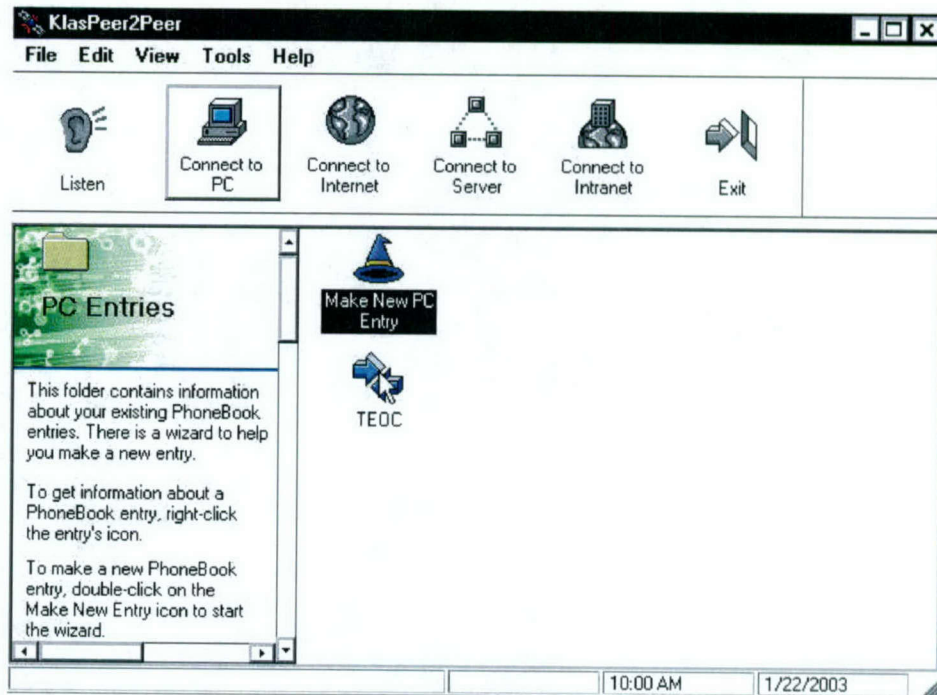 KlasPeer2Peer
File Edit View Tools Help
Listen
Connect to
PC
Connect to
Internet
Connect to
Server
Connect to
Intranet
Exit
PC Entries
This folder contains information
about your existing PhoneBook
entries. There is a wizard to help
you make a new entry.
To get information about a
PhoneBook entry, right-click
the entry's icon.
To make a new PhoneBook
entry, double-click on the
Make New Entry icon to start
the wizard.
Make New PC
Entry
TEOC
10:00 AM 1/22/2003